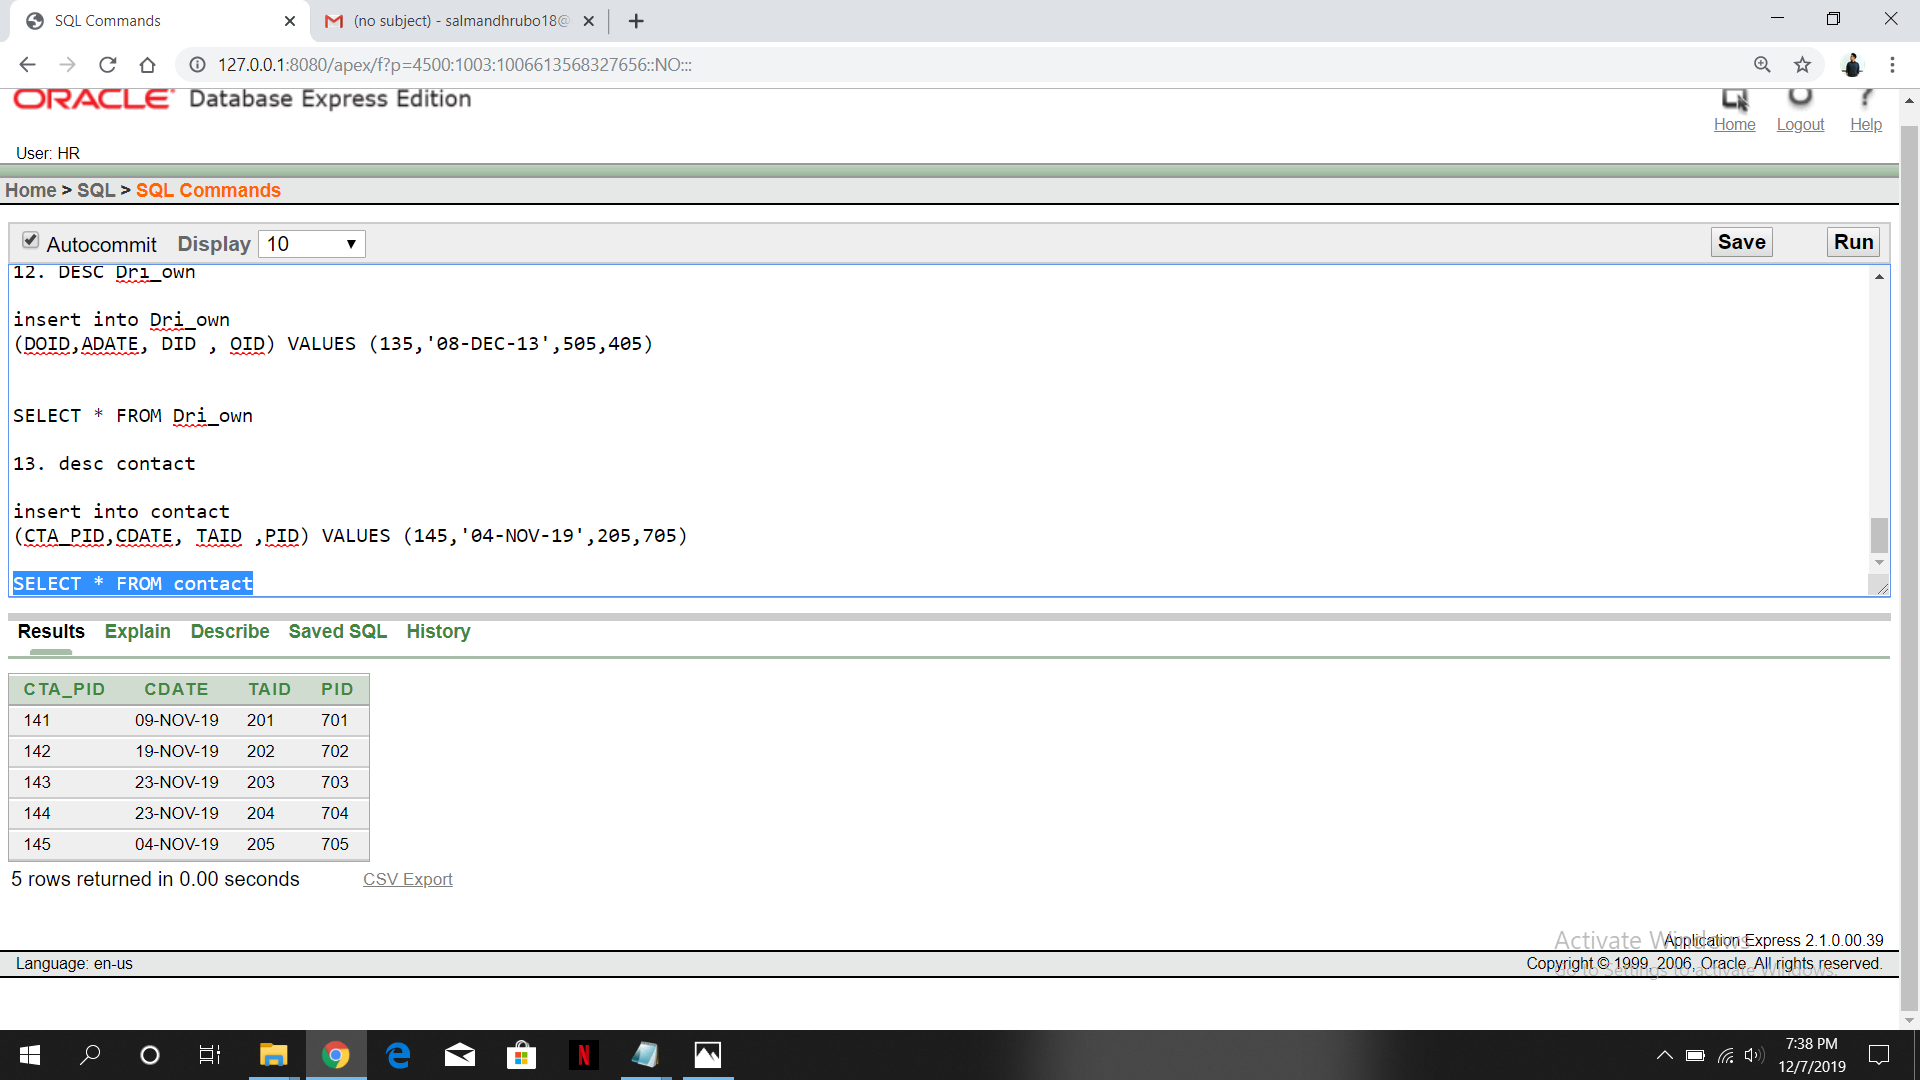 SQL Commands
(no subject) - salmandhrubo18@
127.0.0.1:8080/apex/f?p=4500:1003:1006613568327656::NO:::
ORACLE Database Express Edition
Home Logout Help
User: HR
Home > SQL > SQL Commands
Autocommit Display 10 Save Run
12. DESC Dri_own
insert into Dri_own
(DOID,ADATE, DID , OID) VALUES (135,'08-DEC-13',505,405)
SELECT * FROM Dri_own
13. desc contact
insert into contact
(CTA_PID,CDATE, TAID ,PID) VALUES (145,'04-NOV-19',205,705)
SELECT * FROM contact
Results Explain Describe Saved SQL History
CTA_PID CDATE TAID PID
141 09-NOV-19 201 701
142 19-NOV-19 202 702
143 23-NOV-19 203 703
144 23-NOV-19 204 704
145 04-NOV-19 205 705
5 rows returned in 0.00 seconds CSV Export
Activate Windows
Application Express 2.1.0.00.39
Language: en-us
Copyright © 1999, 2006, Oracle. All rights reserved.
Go to Settings to activate Windows.
7:38 PM
12/7/2019